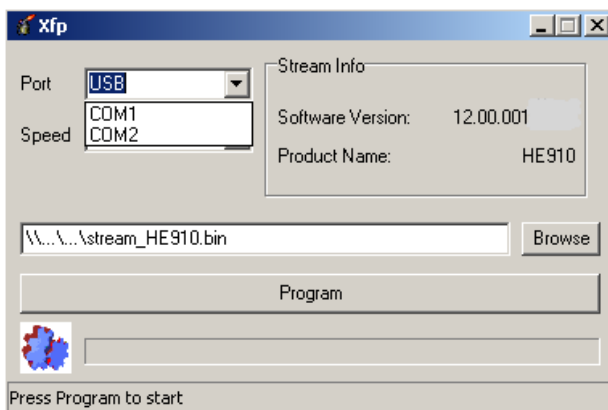 Xfp
Port
USB
COM1
COM2
Speed
Stream Info
Software Version: 12.00.001
Product Name: HE910
\\...\...\stream_HE910.bin
Browse
Program
Press Program to start